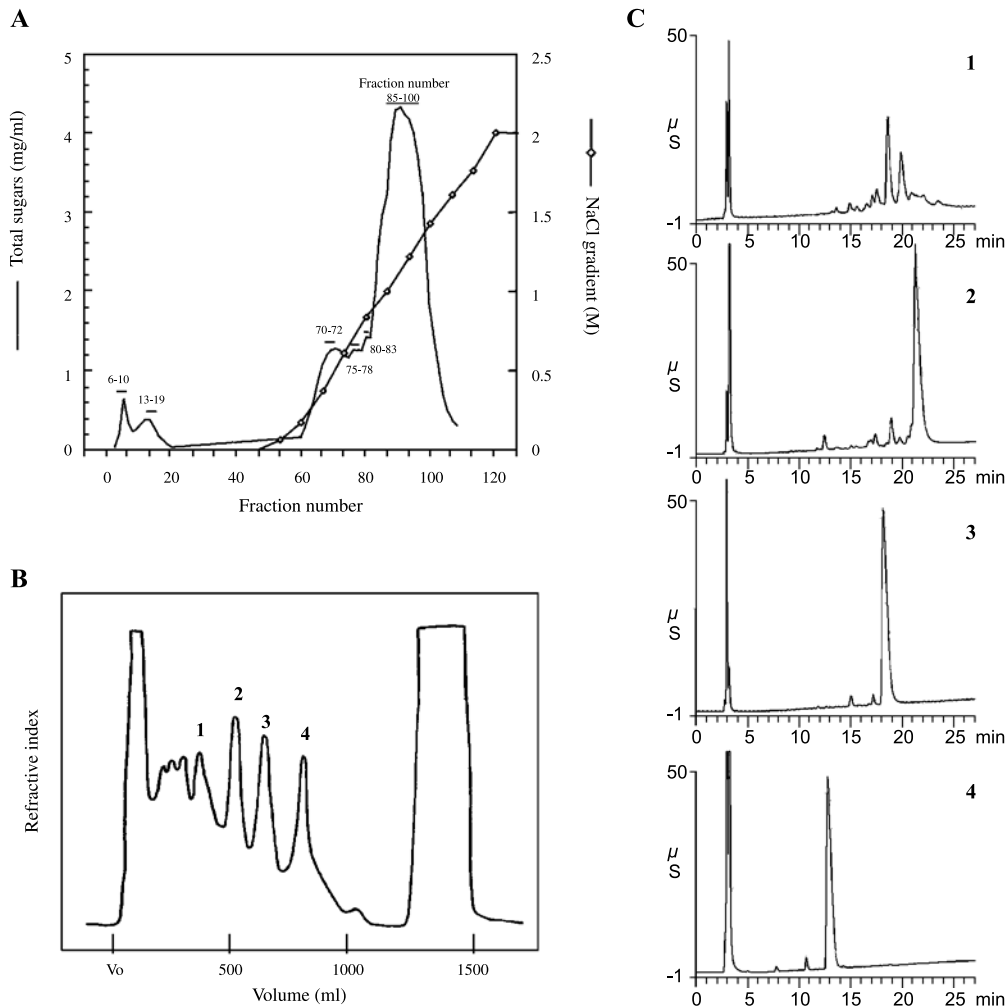 A
Total sugars (mg/ml)
5
4
3
2
1
0
Fraction number
85-100
6-10
13-19
70-72
75-78
80-83
2.5
2
1.5
1
0.5
0
NaCl gradient (M)
0 20 40 60 80 100 120
Fraction number
B
Refractive index
1
2
3
4
Vo 500 1000 1500
Volume (ml)
C
50
µ
S
-1
1
0 5 10 15 20 25 min
50
µ
S
-1
2
0 5 10 15 20 25 min
50
µ
S
-1
3
0 5 10 15 20 25 min
50
µ
S
-1
4
0 5 10 15 20 25 min